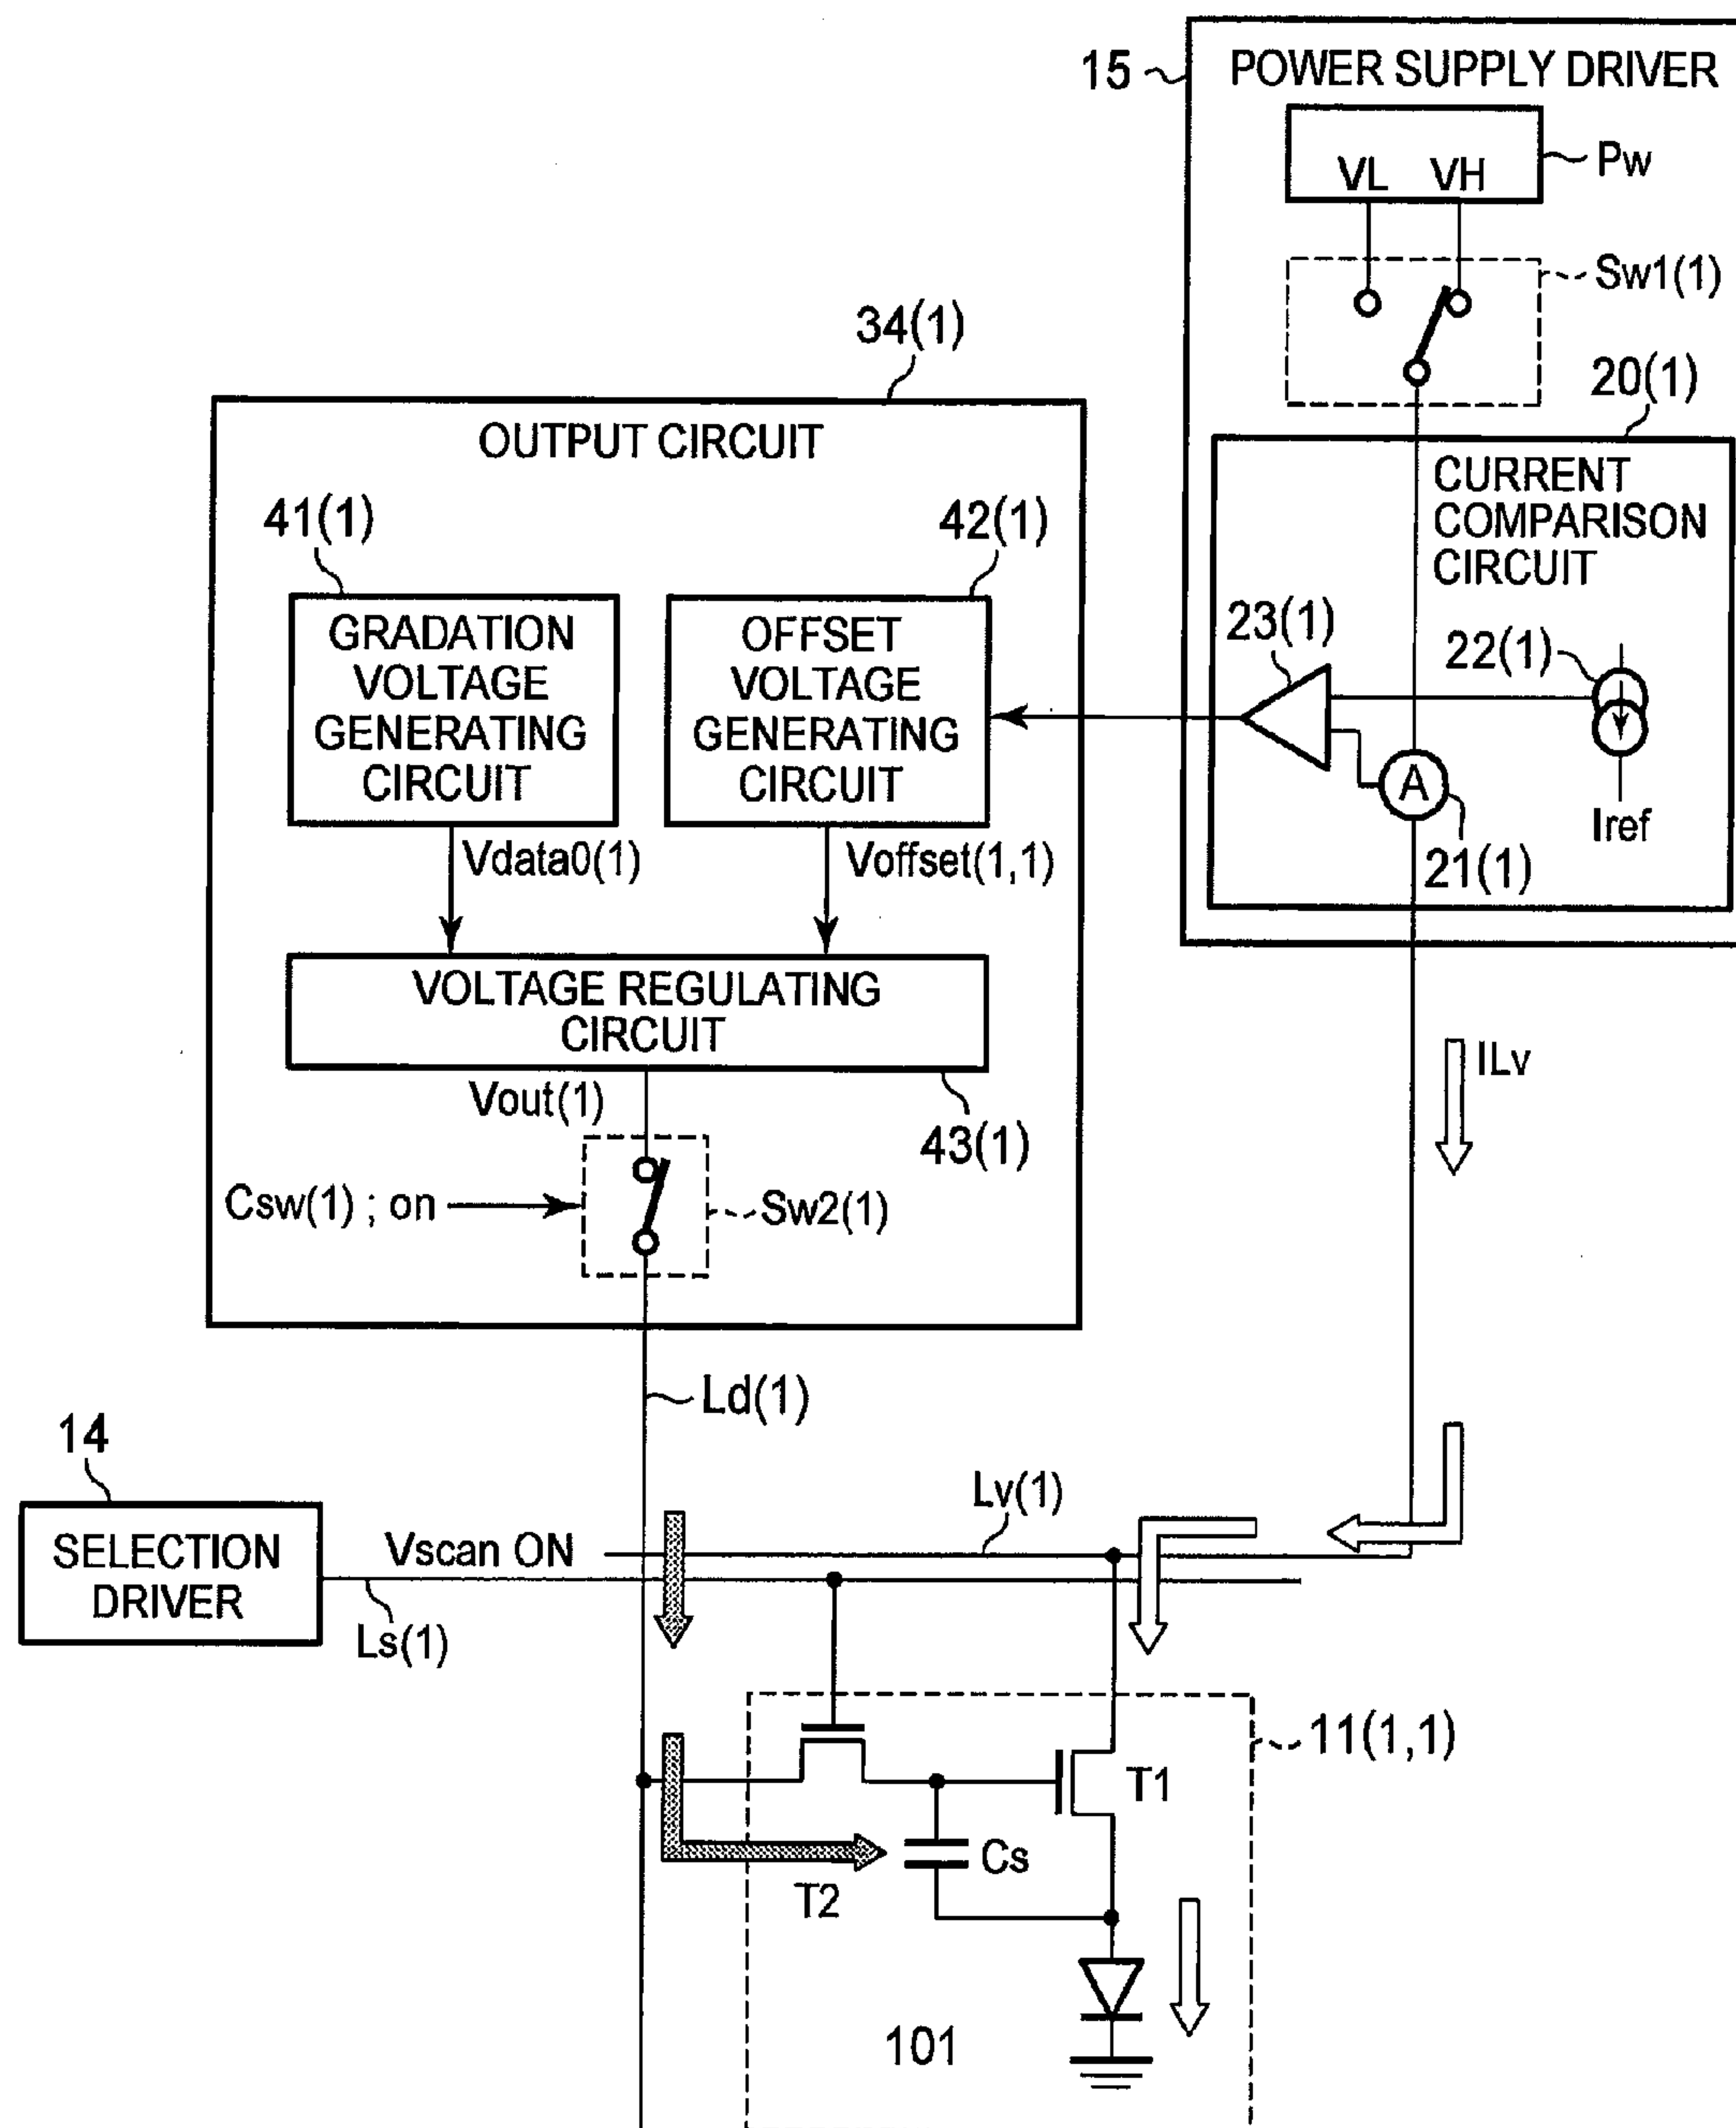 15
POWER SUPPLY DRIVER
VL VH
Pw
Sw1(1)
34(1)
20(1)
OUTPUT CIRCUIT
CURRENT
COMPARISON
CIRCUIT
41(1)
42(1)
GRADATION
VOLTAGE
GENERATING
CIRCUIT
OFFSET
VOLTAGE
GENERATING
CIRCUIT
23(1)
22(1)
A
Iref
21(1)
Vdata0(1)
Voffset(1,1)
VOLTAGE REGULATING
CIRCUIT
ILv
Vout(1)
43(1)
Csw(1) ; on
Sw2(1)
Ld(1)
14
SELECTION
DRIVER
Vscan ON
Lv(1)
Ls(1)
11(1,1)
T1
Cs
T2
101